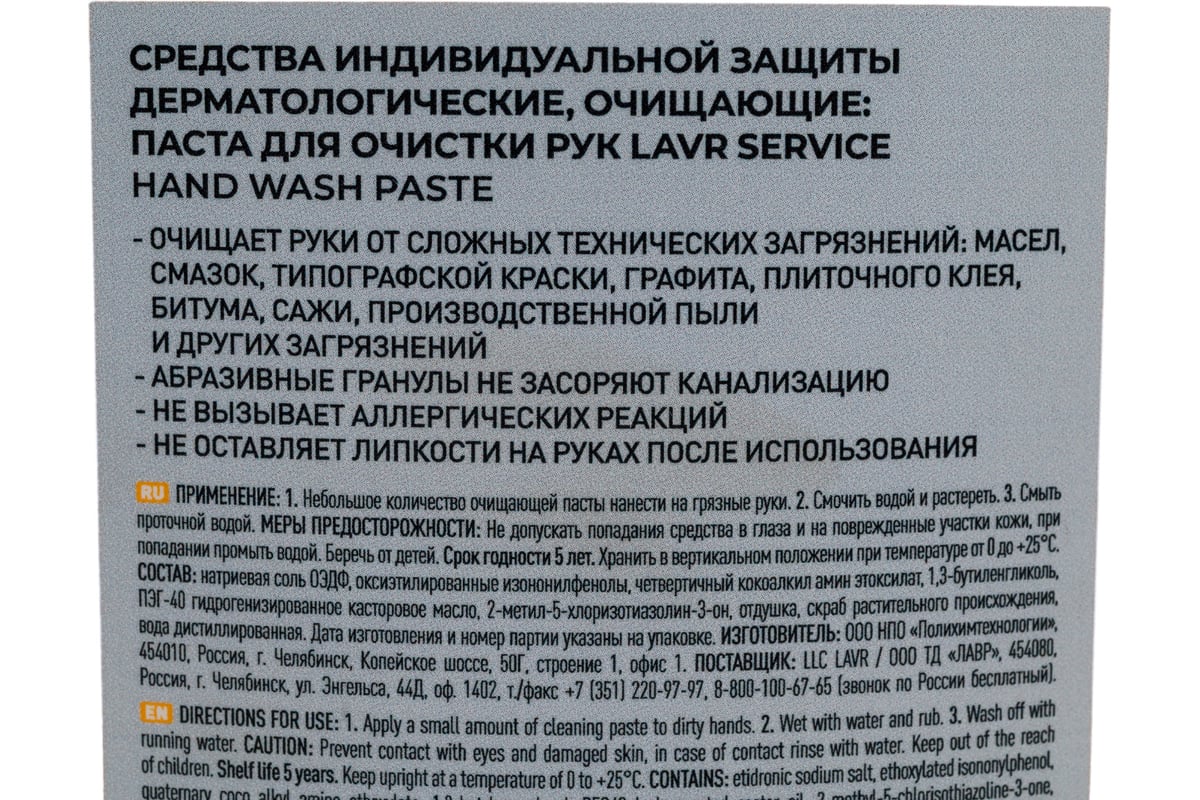 СРЕДСТВА ИНДИВИДУАЛЬНОЙ ЗАЩИТЫ
ДЕРМАТОЛОГИЧЕСКИЕ, ОЧИЩАЮЩИЕ:
ПАСТА ДЛЯ ОЧИСТКИ РУК LAVR SERVICE
HAND WASH PASTE
- ОЧИЩАЕТ РУКИ ОТ СЛОЖНЫХ ТЕХНИЧЕСКИХ ЗАГРЯЗНЕНИЙ: МАСЕЛ,
СМАЗОК, ТИПОГРАФСКОЙ КРАСКИ, ГРАФИТА, ПЛИТОЧНОГО КЛЕЯ,
БИТУМА, САЖИ, ПРОИЗВОДСТВЕННОЙ ПЫЛИ
И ДРУГИХ ЗАГРЯЗНЕНИЙ
- АБРАЗИВНЫЕ ГРАНУЛЫ НЕ ЗАСОРЯЮТ КАНАЛИЗАЦИЮ
- НЕ ВЫЗЫВАЕТ АЛЛЕРГИЧЕСКИХ РЕАКЦИЙ
- НЕ ОСТАВЛЯЕТ ЛИПКОСТИ НА РУКАХ ПОСЛЕ ИСПОЛЬЗОВАНИЯ
RU ПРИМЕНЕНИЕ: 1. Небольшое количество очищающей пасты нанести на грязные руки. 2. Смочить водой и растереть. 3. Смыть
проточной водой. МЕРЫ ПРЕДОСТОРОЖНОСТИ: Не допускать попадания средства в глаза и на поврежденные участки кожи, при
попадании промыть водой. Беречь от детей. Срок годности 5 лет. Хранить в вертикальном положении при температуре от 0 до +25°С.
СОСТАВ: натриевая соль ОЭДФ, оксиэтилированные изононилфенолы, четвертичный кокоалкил амин этоксилат, 1,3-бутиленгликоль,
ПЭГ-40 гидрогенизированное касторовое масло, 2-метил-5-хлоризотиазолин-3-он, отдушка, скраб растительного происхождения,
вода дистиллированная. Дата изготовления и номер партии указаны на упаковке. ИЗГОТОВИТЕЛЬ: ООО НПО «Полихимтехнологии»,
454010, Россия, г. Челябинск, Копейское шоссе, 50Г, строение 1, офис 1. ПОСТАВЩИК: LLC LAVR / ООО ТД «ЛАВР», 454080,
Россия, г. Челябинск, ул. Энгельса, 44Д, оф. 1402, т./факс +7 (351) 220-97-97, 8-800-100-67-65 (звонок по России бесплатный).
EN DIRECTIONS FOR USE: 1. Apply a small amount of cleaning paste to dirty hands. 2. Wet with water and rub. 3. Wash off with
running water. CAUTION: Prevent contact with eyes and damaged skin, in case of contact rinse with water. Keep out of the reach
of children. Shelf life 5 years. Keep upright at a temperature of 0 to +25°C. CONTAINS: etidronic sodium salt, ethoxylated isononylphenol,
quaternary coco alkyl amine 2-methyl-5-chlorisothiazoline-3-one,